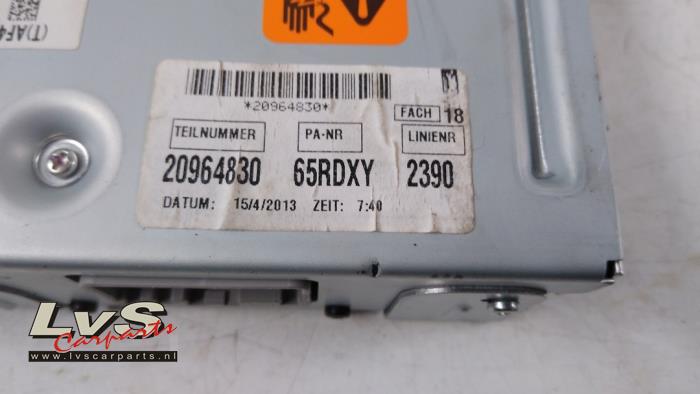 (T)AF4
*20964830*
FACH 18
TEILNUMMER PA-NR LINIENR
20964830 65RDXY 2390
DATUM: 15/4/2013 ZEIT: 7:40
LvS
Carparts
www.lvscarparts.nl